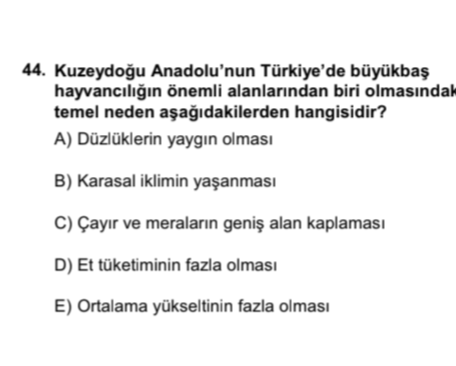 44. Kuzeydoğu Anadolu'nun Türkiye'de büyükbaş
hayvancılığın önemli alanlarından biri olmasındak
temel neden aşağıdakilerden hangisidir?
A) Düzlüklerin yaygın olması
B) Karasal iklimin yaşanması
C) Çayır ve meraların geniş alan kaplaması
D) Et tüketiminin fazla olması
E) Ortalama yükseltinin fazla olması